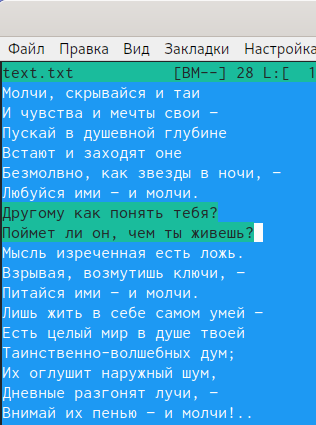 Файл Правка Вид Закладки Настройка
text.txt [BM--] 28 L:[ 1
Молчи, скрывайся и таи
И чувства и мечты свои –
Пускай в душевной глубине
Встают и заходят оне
Безмолвно, как звезды в ночи, –
Любуйся ими – и молчи.
Другому как понять тебя?
Поймет ли он, чем ты живешь?
Мысль изреченная есть ложь.
Взрывая, возмутишь ключи, –
Питайся ими – и молчи.
Лишь жить в себе самом умей –
Есть целый мир в душе твоей
Таинственно-волшебных дум;
Их оглушит наружный шум,
Дневные разгонят лучи, –
Внимай их пенью – и молчи!..